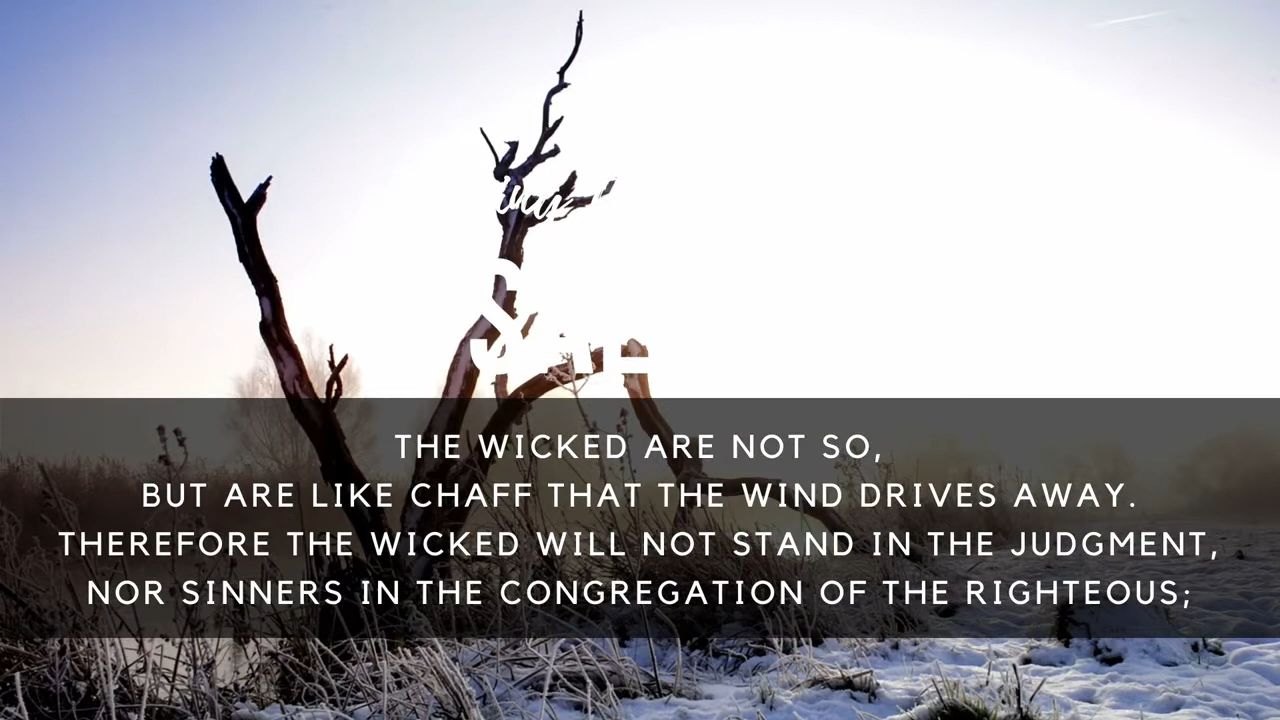 THE WICKED ARE NOT SO,
BUT ARE LIKE CHAFF THAT THE WIND DRIVES AWAY.
THEREFORE THE WICKED WILL NOT STAND IN THE JUDGMENT,
NOR SINNERS IN THE CONGREGATION OF THE RIGHTEOUS;